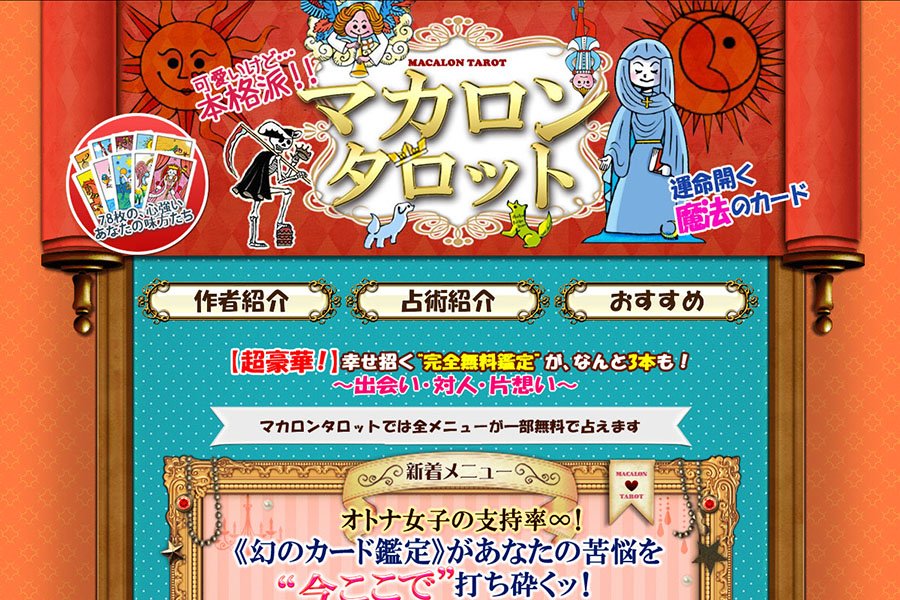 MACALON TAROT
可愛いけど…
本格派!!
マカロン
タロット
78枚の、心強い
あなたの味方たち
運命開く
魔法のカード
作者紹介
占術紹介
おすすめ
【超豪華!】幸せ招く“完全無料鑑定”が、なんと3本も!
〜出会い・対人・片想い〜
マカロンタロットでは全メニューが一部無料で占えます
新着メニュー
MACALON
TAROT
オトナ女子の支持率∞!
《幻のカード鑑定》があなたの苦悩を
“今ここで”打ち砕くッ!